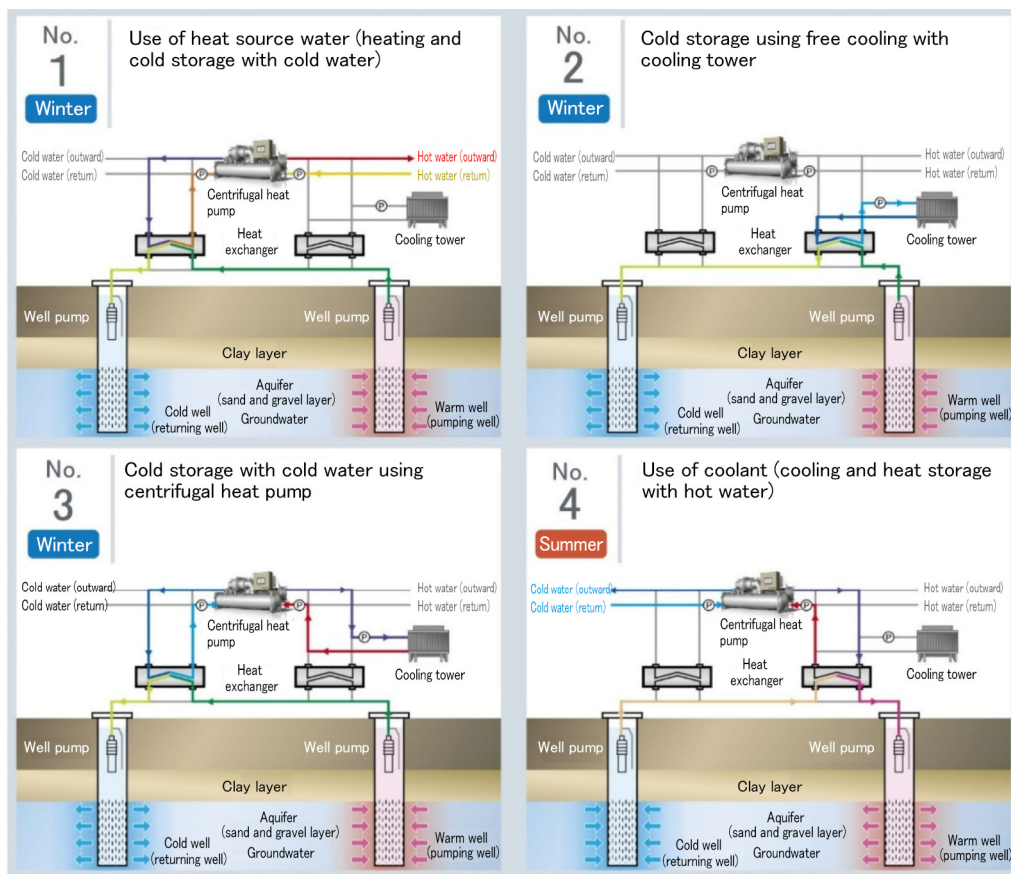 No.
1
Winter
Use of heat source water (heating and
cold storage with cold water)
Cold water (outward)
Cold water (return)
Hot water (outward)
Hot water (return)
P
P
P
Centrifugal heat
pump
Heat
exchanger
Cooling tower
Well pump
Well pump
Clay layer
Aquifer
(sand and gravel layer)
Groundwater
Cold well
(returning well)
Warm well
(pumping well)
No.
2
Winter
Cold storage using free cooling with
cooling tower
Cold water (outward)
Cold water (return)
Hot water (outward)
Hot water (return)
P
P
P
Centrifugal heat
pump
Heat
exchanger
Cooling tower
Well pump
Well pump
Clay layer
Aquifer
(sand and gravel layer)
Groundwater
Cold well
(returning well)
Warm well
(pumping well)
No.
3
Winter
Cold storage with cold water using
centrifugal heat pump
Cold water (outward)
Cold water (return)
Hot water (outward)
Hot water (return)
P
P
P
Centrifugal heat
pump
Heat
exchanger
Cooling tower
Well pump
Well pump
Clay layer
Aquifer
(sand and gravel layer)
Groundwater
Cold well
(returning well)
Warm well
(pumping well)
No.
4
Summer
Use of coolant (cooling and heat storage
with hot water)
Cold water (outward)
Cold water (return)
Hot water (outward)
Hot water (return)
P
P
P
Centrifugal heat
pump
Heat
exchanger
Cooling tower
Well pump
Well pump
Clay layer
Aquifer
(sand and gravel layer)
Groundwater
Cold well
(returning well)
Warm well
(pumping well)